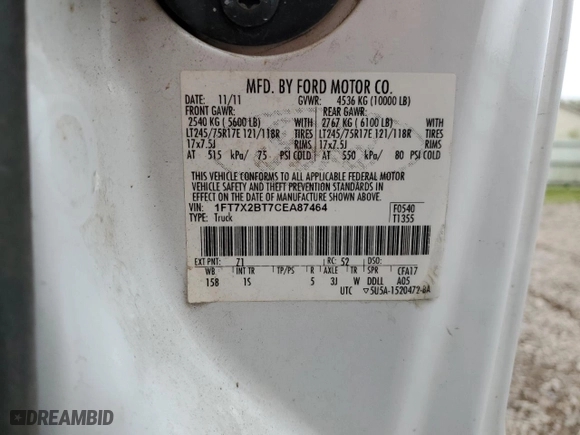 MFD. BY FORD MOTOR CO.
DATE: 11/11 GVWR: 4536 KG (10000 LB)
FRONT GAWR: REAR GAWR:
2540 KG ( 5600 LB) WITH 2767 KG ( 6100 LB) WITH
LT245/75R17E 121/118R TIRES LT245/75R17E 121/118R TIRES
17x7.5J RIMS 17x7.5J RIMS
AT 515 kPa/ 75 PSI COLD AT 550 kPa/ 80 PSI COLD
THIS VEHICLE CONFORMS TO ALL APPLICABLE FEDERAL MOTOR
VEHICLE SAFETY AND THEFT PREVENTION STANDARDS IN
EFFECT ON THE DATE OF MANUFACTURE SHOWN ABOVE.
VIN: 1FT7X2BT7CEA87464 F0540
TYPE: Truck T1355
EXT PNT: Z1 RC: 52 DSO:
WB INT TR TP/PS R AXLE TR SPR CFA17
158 1S 5 3J W DDLL A05
UTC ▽5U5A-1520472-BA
DREAMBID